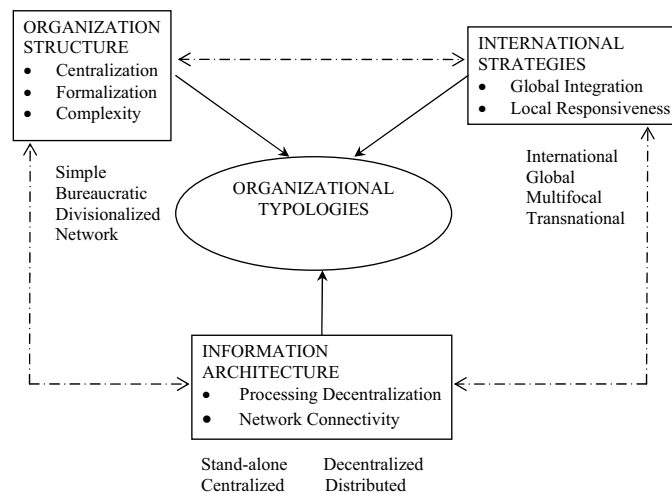 ORGANIZATION
STRUCTURE
• Centralization
• Formalization
• Complexity
INTERNATIONAL
STRATEGIES
• Global Integration
• Local Responsiveness
Simple
Bureaucratic
Divisionalized
Network
International
Global
Multifocal
Transnational
ORGANIZATIONAL
TYPOLOGIES
INFORMATION
ARCHITECTURE
• Processing Decentralization
• Network Connectivity
Stand-alone Decentralized
Centralized Distributed